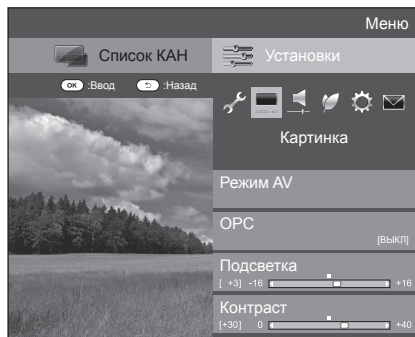 Меню
Список КАН
Установки
OK :Ввод :Назад
Картинка
Режим AV
OPC
[ВЫКЛ]
Подсветка
[ +3] -16 +16
Контраст
[+30] 0 +40